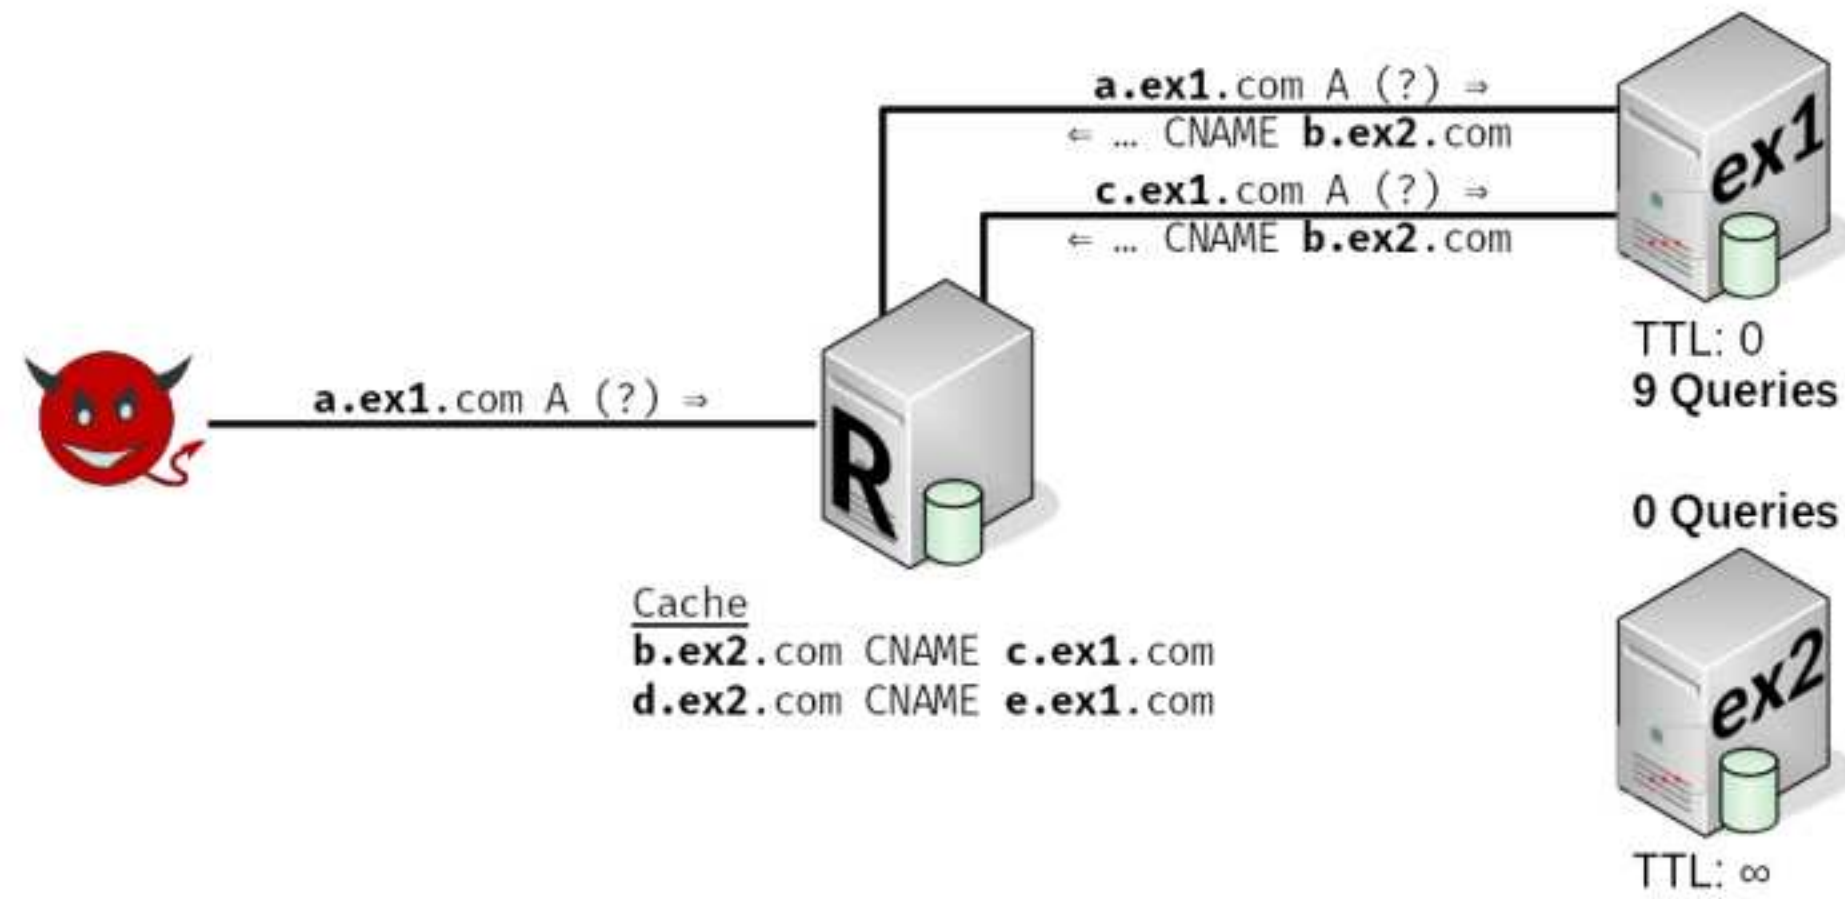 a.ex1.com A (?) ⇒
⇐ … CNAME b.ex2.com
c.ex1.com A (?) ⇒
⇐ … CNAME b.ex2.com
ex1
TTL: 0
9 Queries
a.ex1.com A (?) ⇒
R
Cache
b.ex2.com CNAME c.ex1.com
d.ex2.com CNAME e.ex1.com
0 Queries
ex2
TTL: ∞